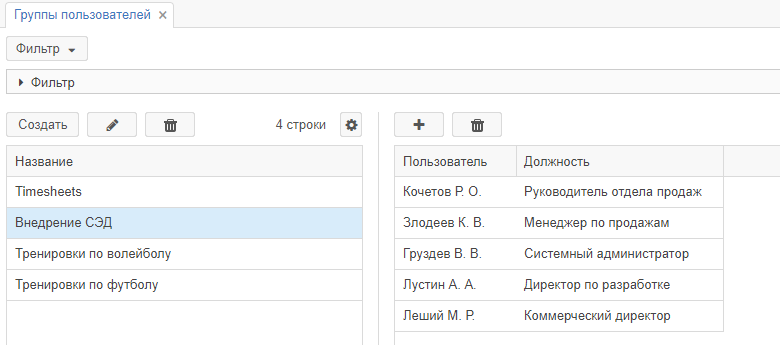 Группы пользователей
Фильтр
Фильтр
Создать 4 строки
Название
Timesheets
Внедрение СЭД
Тренировки по волейболу
Тренировки по футболу
Пользователь Должность
Кочетов Р. О. Руководитель отдела продаж
Злодеев К. В. Менеджер по продажам
Груздев В. В. Системный администратор
Лустин А. А. Директор по разработке
Леший М. Р. Коммерческий директор